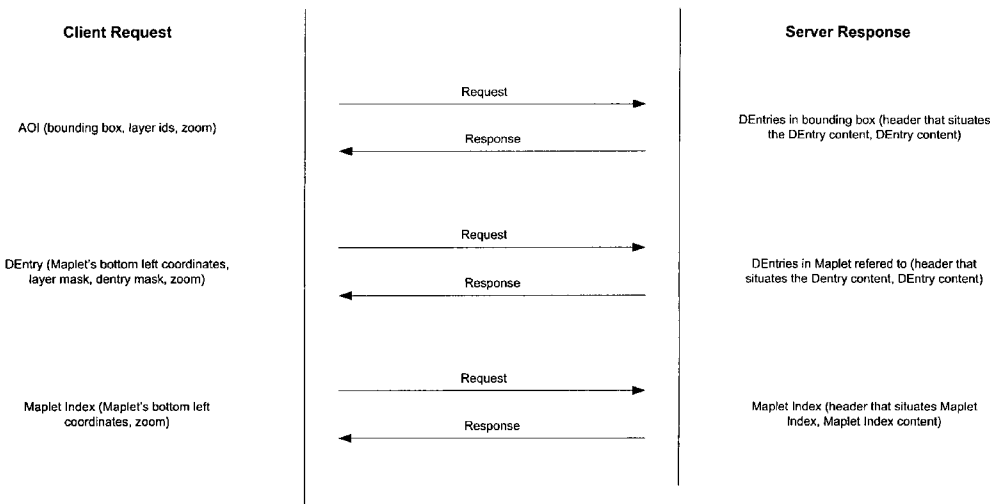 Client Request
Server Response
Request
AOI (bounding box, layer ids, zoom)
DEntries in bounding box (header that situates
the DEntry content, DEntry content)
Response
Request
DEntry (Maplet's bottom left coordinates,
layer mask, dentry mask, zoom)
DEntries in Maplet refered to (header that
situates the Dentry content, DEntry content)
Response
Request
Maplet Index (Maplet's bottom left
coordinates, zoom)
Maplet Index (header that situates Maplet
Index, Maplet Index content)
Response